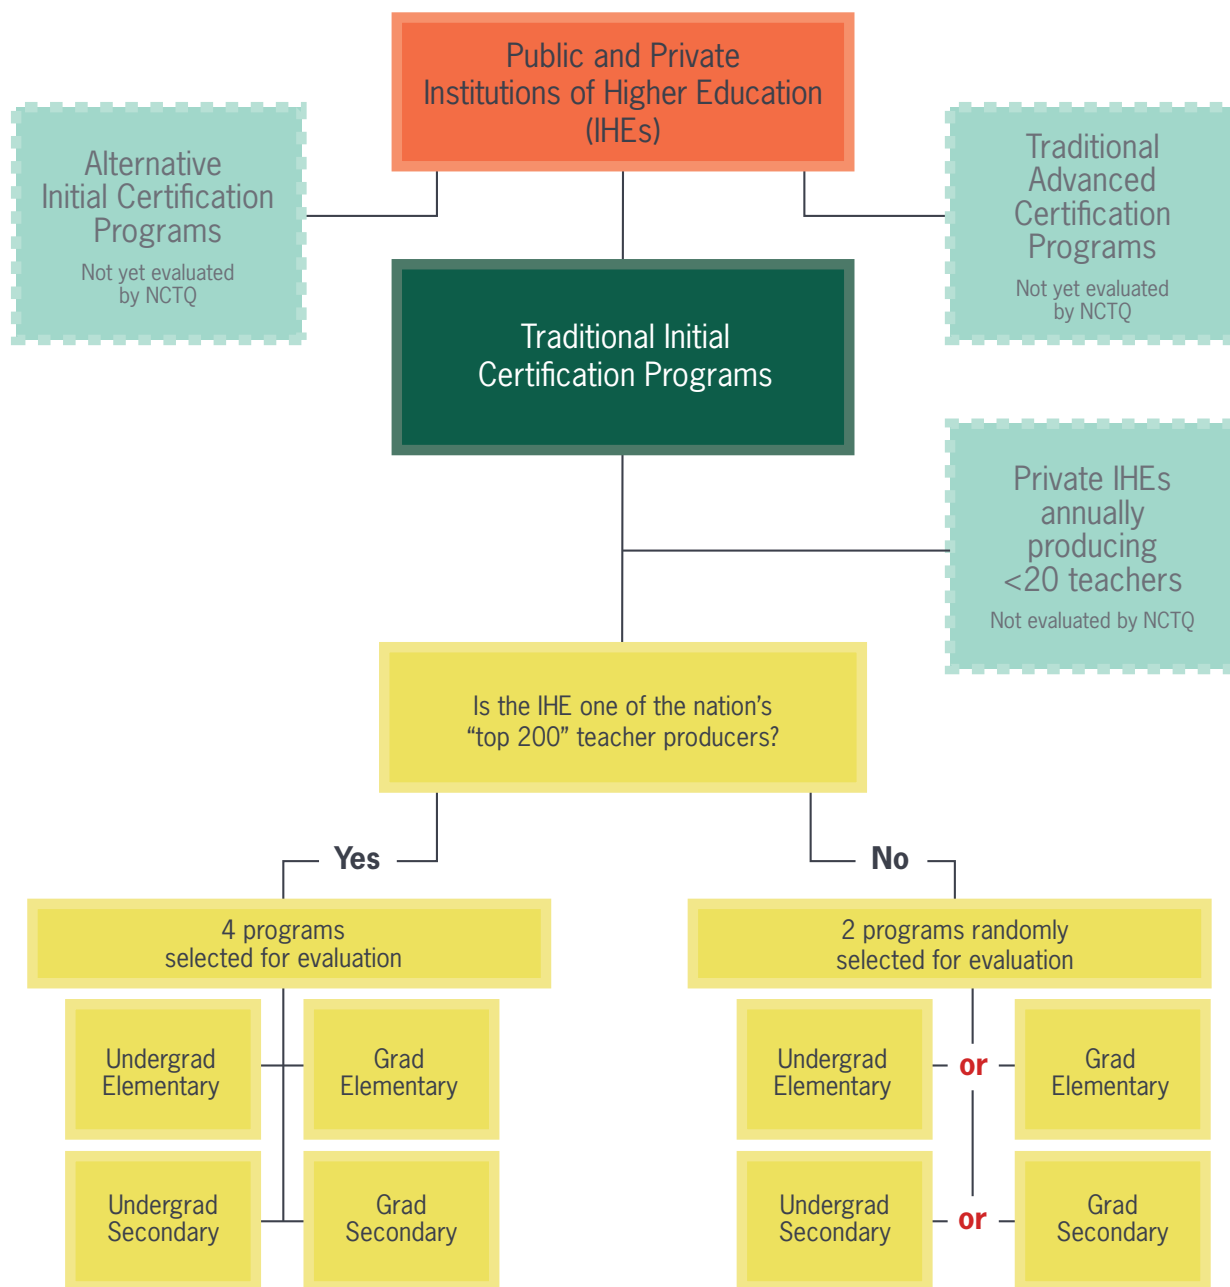 Public and Private
Institutions of Higher Education
(IHEs)
Alternative
Initial Certification
Programs
Not yet evaluated
by NCTQ
Traditional
Advanced
Certification
Programs
Not yet evaluated
by NCTQ
Traditional Initial
Certification Programs
Private IHEs
annually
producing
<20 teachers
Not evaluated by NCTQ
Is the IHE one of the nation’s
“top 200” teacher producers?
Yes
No
4 programs
selected for evaluation
2 programs randomly
selected for evaluation
Undergrad
Elementary
Grad
Elementary
Undergrad
Elementary
or
Grad
Elementary
Undergrad
Secondary
Grad
Secondary
Undergrad
Secondary
or
Grad
Secondary